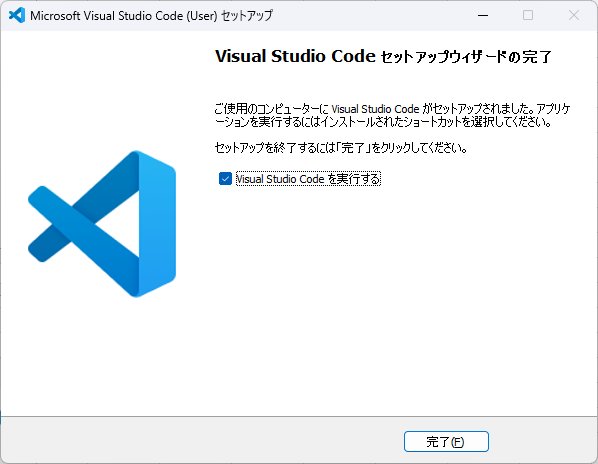 Microsoft Visual Studio Code (User) セットアップ
Visual Studio Code セットアップウィザードの完了
ご使用のコンピューターに Visual Studio Code がセットアップされました。アプリケ
ーションを実行するにはインストールされたショートカットを選択してください。
セットアップを終了するには「完了」をクリックしてください。
Visual Studio Code を実行する
完了(F)